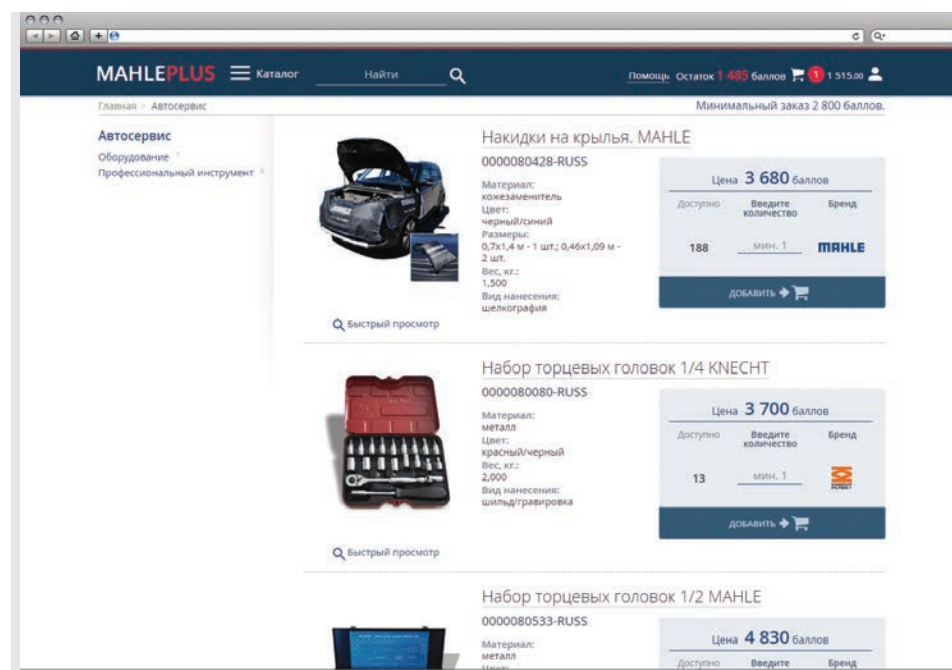 MAHLEPLUS Каталог Найти Помощь Остаток 1 485 баллов 1 1 515.00
Главная > Автосервис Минимальный заказ 2 800 баллов.
Автосервис
Оборудование
Профессиональный инструмент
Накидки на крылья. MAHLE
0000080428-RUSS
Материал:
кожезаменитель
Цвет:
черный/синий
Размеры:
0,7х1,4 м - 1 шт.; 0,46х1,09 м -
2 шт.
Вес, кг.:
1,500
Вид нанесения:
шелкография
Цена 3 680 баллов
Доступно Введите количество Бренд
188 мин. 1 MAHLE
ДОБАВИТЬ
Быстрый просмотр
Набор торцевых головок 1/4 KNECHT
0000080080-RUSS
Материал:
металл
Цвет:
красный/черный
Вес, кг.:
2,000
Вид нанесения:
шильд/гравировка
Цена 3 700 баллов
Доступно Введите количество Бренд
13 мин. 1
ДОБАВИТЬ
Быстрый просмотр
Набор торцевых головок 1/2 MAHLE
0000080533-RUSS
Материал:
металл
Цвет:
Цена 4 830 баллов
Доступно Введите Бренд